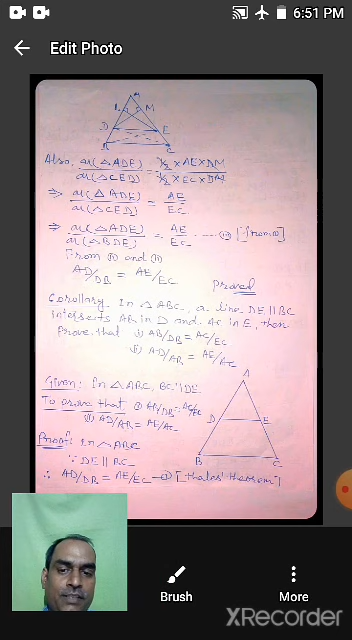 6:51 PM
Edit Photo
A
L M
D E
B C
Also, ar(△ADE)/ar(△CED) = ½ × AE × DM/½ × EC × DM
⇒ ar(△ADE)/ar(△CED) = AE/EC
⇒ ar(△ADE)/ar(△BDE) = AE/EC ---- [from]
From and
AD/DB = AE/EC proved
Corollary. In △ABC, a line DE || BC
intersects AB in D and AC in E, then
prove that (i) AB/DB = AC/EC
(ii) AD/AB = AE/AC
Given: In △ABC, BC || DE
To prove that (i) AB/DB = AC/EC
(ii) AD/AB = AE/AC
Proof: In △ABC
∵ DE || BC
∴ AD/DB = AE/EC — (i) [Thales' theorem]
A
D E
B C
Brush
More
XRecorder